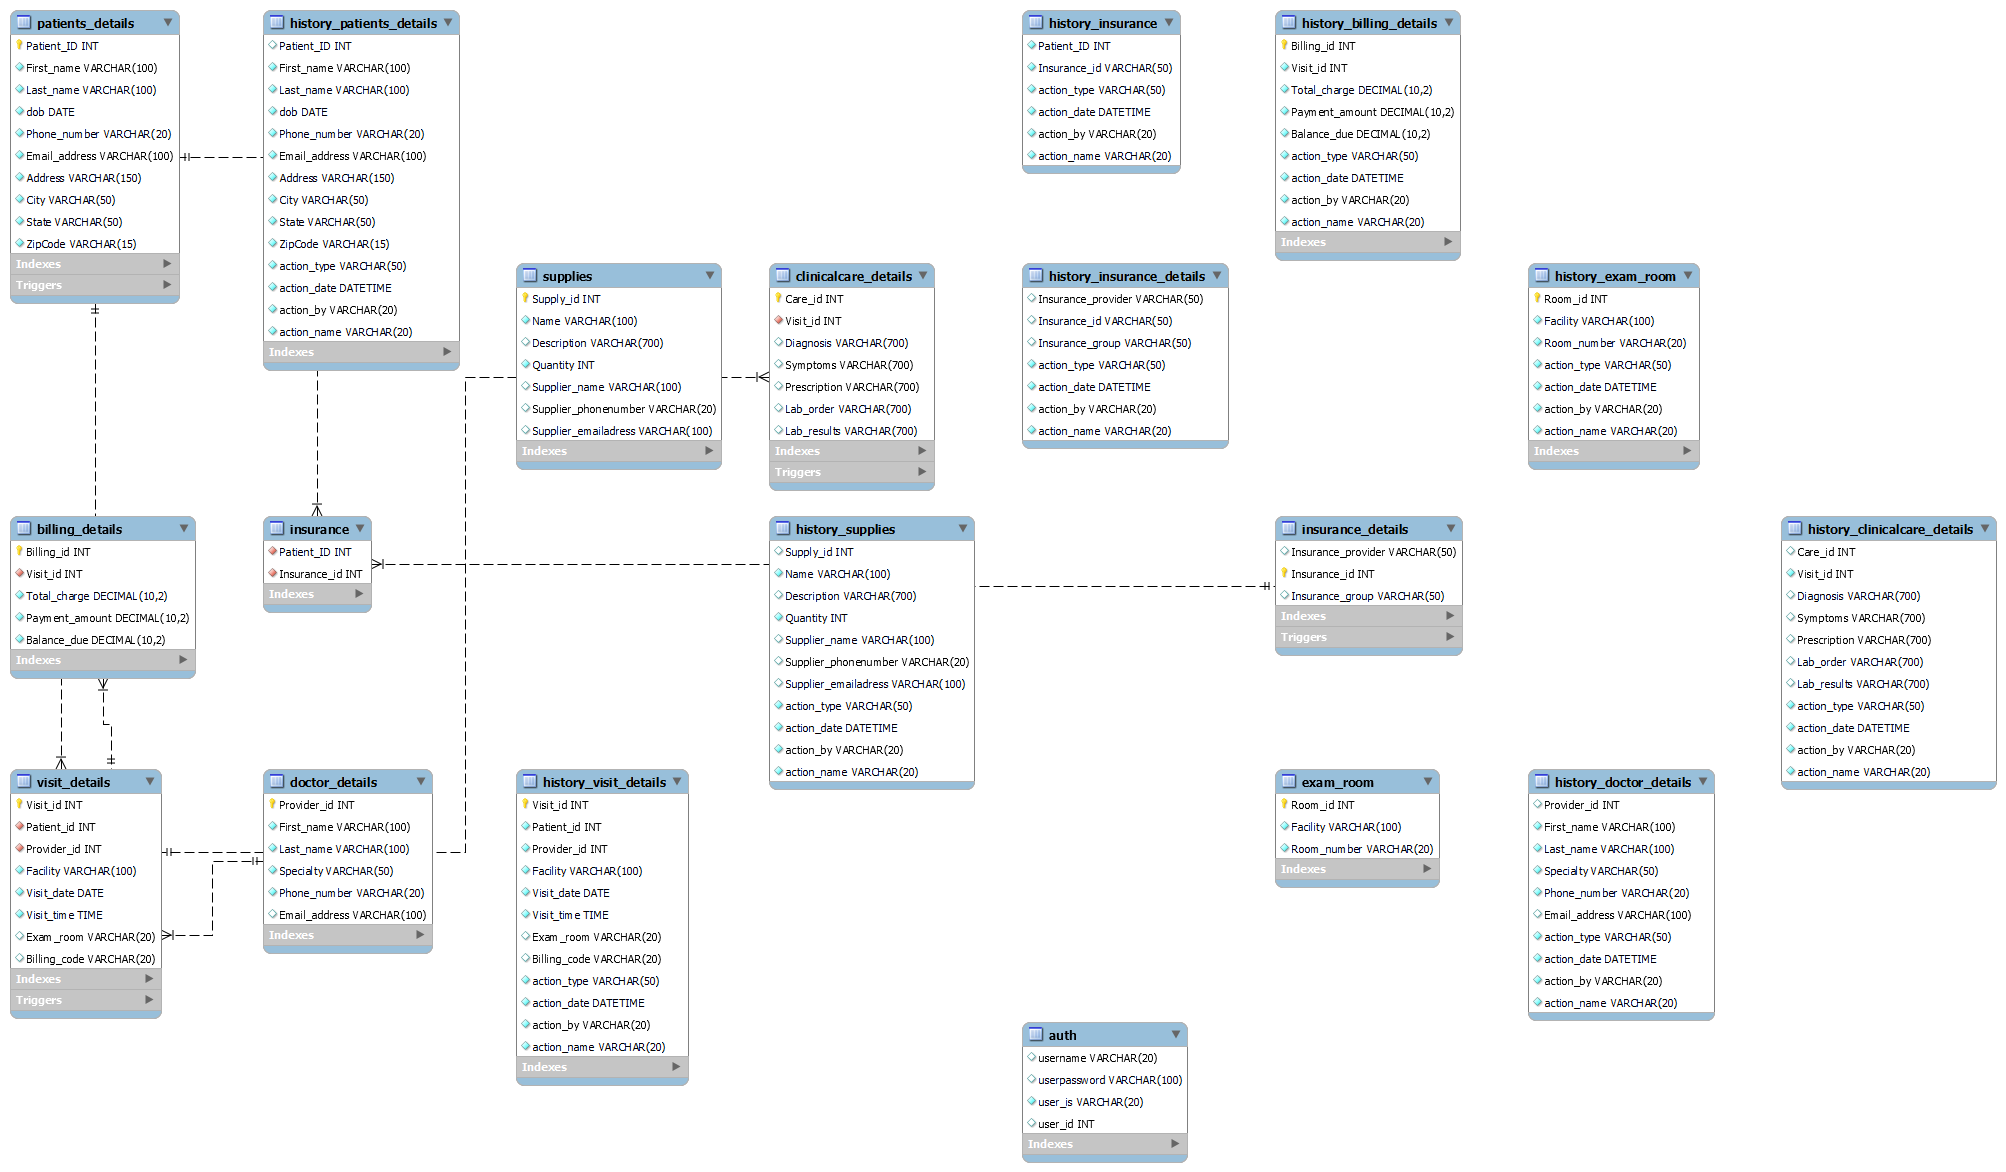 patients_details
Patient_ID INT
First_name VARCHAR(100)
Last_name VARCHAR(100)
dob DATE
Phone_number VARCHAR(20)
Email_address VARCHAR(100)
Address VARCHAR(150)
City VARCHAR(50)
State VARCHAR(50)
ZipCode VARCHAR(15)
Indexes
Triggers
history_patients_details
Patient_ID INT
First_name VARCHAR(100)
Last_name VARCHAR(100)
dob DATE
Phone_number VARCHAR(20)
Email_address VARCHAR(100)
Address VARCHAR(150)
City VARCHAR(50)
State VARCHAR(50)
ZipCode VARCHAR(15)
action_type VARCHAR(50)
action_date DATETIME
action_by VARCHAR(20)
action_name VARCHAR(20)
Indexes
history_insurance
Patient_ID INT
Insurance_id VARCHAR(50)
action_type VARCHAR(50)
action_date DATETIME
action_by VARCHAR(20)
action_name VARCHAR(20)
history_billing_details
Billing_id INT
Visit_id INT
Total_charge DECIMAL(10,2)
Payment_amount DECIMAL(10,2)
Balance_due DECIMAL(10,2)
action_type VARCHAR(50)
action_date DATETIME
action_by VARCHAR(20)
action_name VARCHAR(20)
Indexes
supplies
Supply_id INT
Name VARCHAR(100)
Description VARCHAR(700)
Quantity INT
Supplier_name VARCHAR(100)
Supplier_phonenumber VARCHAR(20)
Supplier_emailadress VARCHAR(100)
Indexes
clinicalcare_details
Care_id INT
Visit_id INT
Diagnosis VARCHAR(700)
Symptoms VARCHAR(700)
Prescription VARCHAR(700)
Lab_order VARCHAR(700)
Lab_results VARCHAR(700)
Indexes
Triggers
history_insurance_details
Insurance_provider VARCHAR(50)
Insurance_id VARCHAR(50)
Insurance_group VARCHAR(50)
action_type VARCHAR(50)
action_date DATETIME
action_by VARCHAR(20)
action_name VARCHAR(20)
history_exam_room
Room_id INT
Facility VARCHAR(100)
Room_number VARCHAR(20)
action_type VARCHAR(50)
action_date DATETIME
action_by VARCHAR(20)
action_name VARCHAR(20)
Indexes
billing_details
Billing_id INT
Visit_id INT
Total_charge DECIMAL(10,2)
Payment_amount DECIMAL(10,2)
Balance_due DECIMAL(10,2)
Indexes
insurance
Patient_ID INT
Insurance_id INT
Indexes
history_supplies
Supply_id INT
Name VARCHAR(100)
Description VARCHAR(700)
Quantity INT
Supplier_name VARCHAR(100)
Supplier_phonenumber VARCHAR(20)
Supplier_emailadress VARCHAR(100)
action_type VARCHAR(50)
action_date DATETIME
action_by VARCHAR(20)
action_name VARCHAR(20)
insurance_details
Insurance_provider VARCHAR(50)
Insurance_id INT
Insurance_group VARCHAR(50)
Indexes
Triggers
history_clinicalcare_details
Care_id INT
Visit_id INT
Diagnosis VARCHAR(700)
Symptoms VARCHAR(700)
Prescription VARCHAR(700)
Lab_order VARCHAR(700)
Lab_results VARCHAR(700)
action_type VARCHAR(50)
action_date DATETIME
action_by VARCHAR(20)
action_name VARCHAR(20)
visit_details
Visit_id INT
Patient_id INT
Provider_id INT
Facility VARCHAR(100)
Visit_date DATE
Visit_time TIME
Exam_room VARCHAR(20)
Billing_code VARCHAR(20)
Indexes
Triggers
doctor_details
Provider_id INT
First_name VARCHAR(100)
Last_name VARCHAR(100)
Specialty VARCHAR(50)
Phone_number VARCHAR(20)
Email_address VARCHAR(100)
Indexes
history_visit_details
Visit_id INT
Patient_id INT
Provider_id INT
Facility VARCHAR(100)
Visit_date DATE
Visit_time TIME
Exam_room VARCHAR(20)
Billing_code VARCHAR(20)
action_type VARCHAR(50)
action_date DATETIME
action_by VARCHAR(20)
action_name VARCHAR(20)
Indexes
exam_room
Room_id INT
Facility VARCHAR(100)
Room_number VARCHAR(20)
Indexes
history_doctor_details
Provider_id INT
First_name VARCHAR(100)
Last_name VARCHAR(100)
Specialty VARCHAR(50)
Phone_number VARCHAR(20)
Email_address VARCHAR(100)
action_type VARCHAR(50)
action_date DATETIME
action_by VARCHAR(20)
action_name VARCHAR(20)
auth
username VARCHAR(20)
userpassword VARCHAR(100)
user_is VARCHAR(20)
user_id INT
Indexes